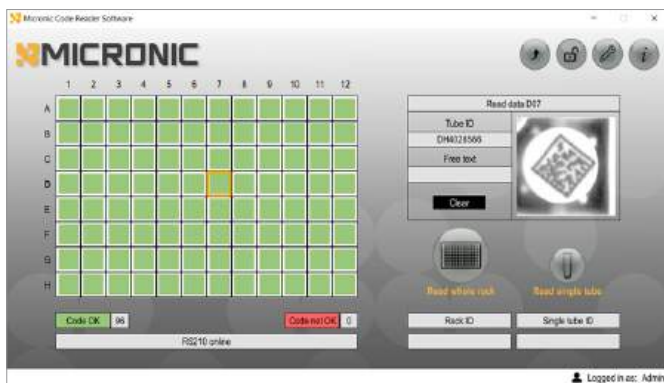 Micronic Code Reader Software
MICRONIC
1 2 3 4 5 6 7 8 9 10 11 12
A
B
C
D
E
F
G
H
Read data D07
Tube ID
DH4028566
Free text
Clear
Read whole rack
Read single tube
Code OK 96
Code not OK 0
RS210 online
Rack ID
Single tube ID
Logged in as: Admin